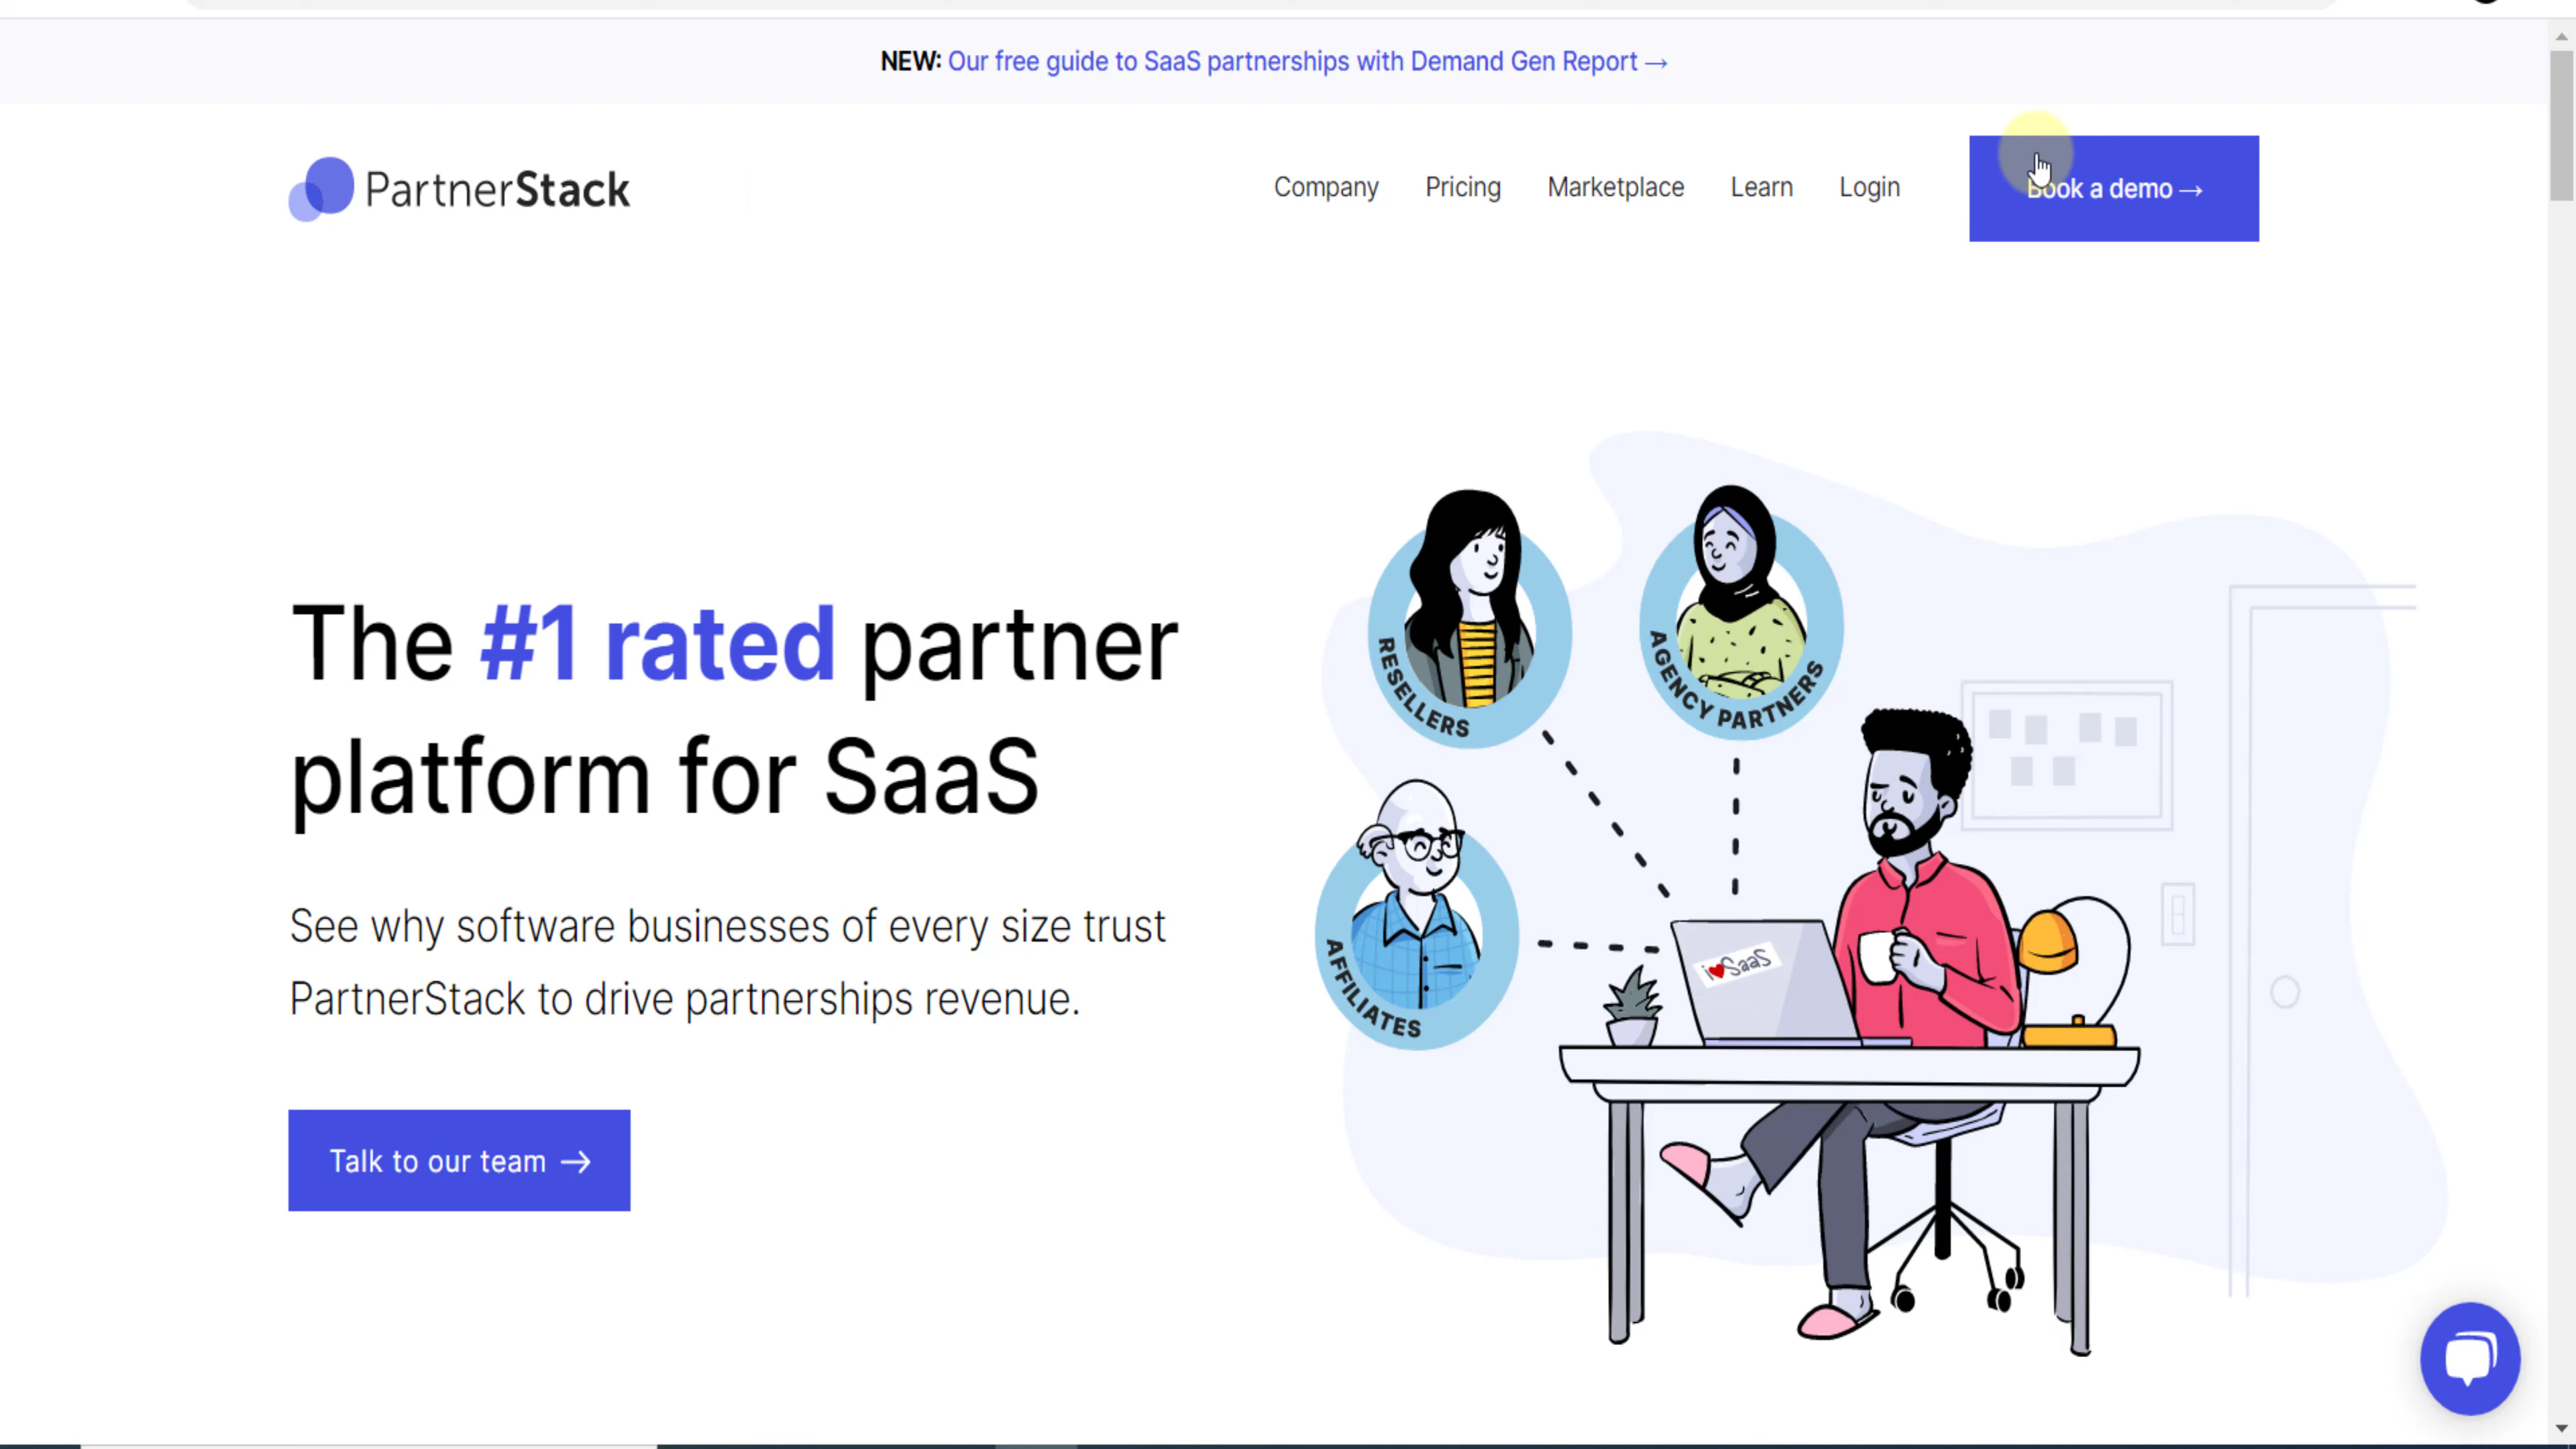 NEW: Our free guide to SaaS partnerships with Demand Gen Report →
PartnerStack
Company
Pricing
Marketplace
Learn
Login
Book a demo →
The #1 rated partner
platform for SaaS
See why software businesses of every size trust
PartnerStack to drive partnerships revenue.
Talk to our team →
RESELLERS
AGENCY PARTNERS
AFFILIATES
i♥SaaS